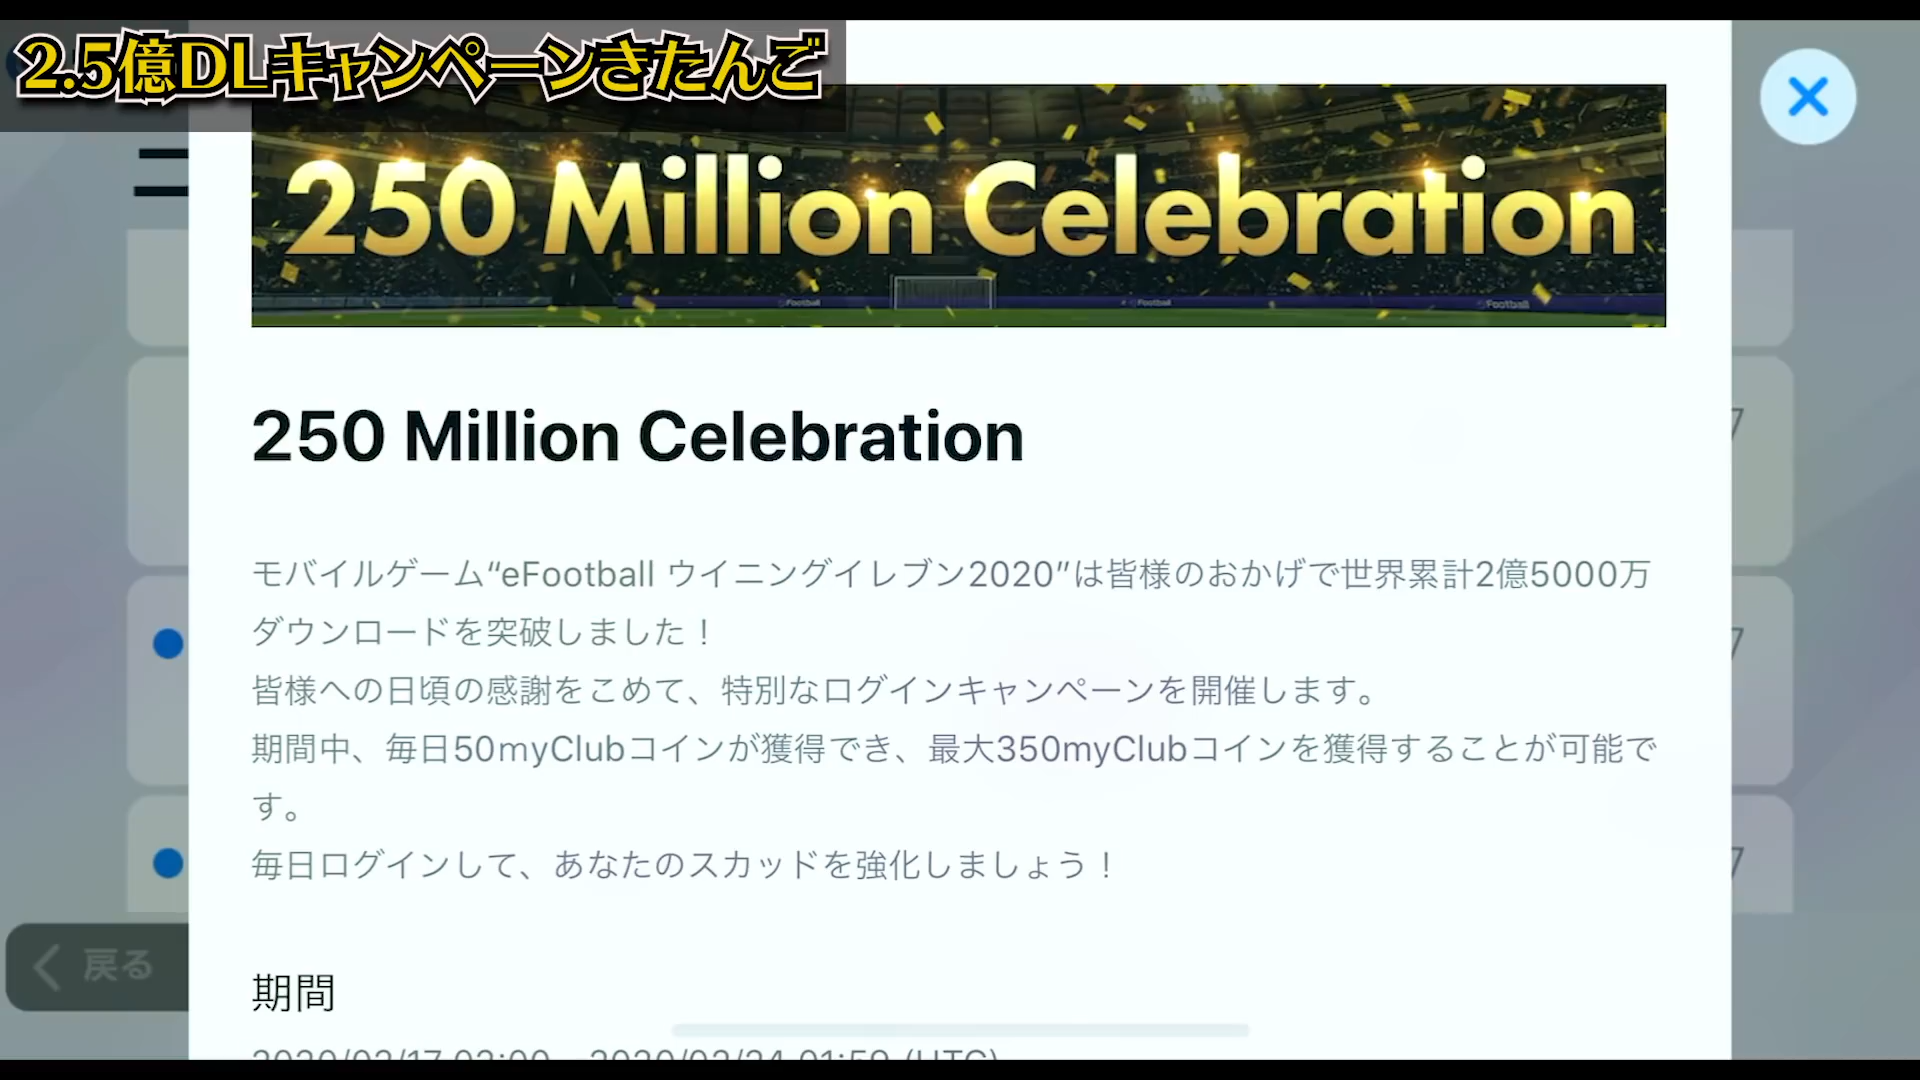 2.5億DLキャンペーンきたんご
250 Million Celebration
Football
Football
Football
250 Million Celebration
モバイルゲーム“eFootball ウイニングイレブン2020”は皆様のおかげで世界累計2億5000万
ダウンロードを突破しました！
皆様への日頃の感謝をこめて、特別なログインキャンペーンを開催します。
期間中、毎日50myClubコインが獲得でき、最大350myClubコインを獲得することが可能で
す。
毎日ログインして、あなたのスカッドを強化しましょう！
戻る
期間